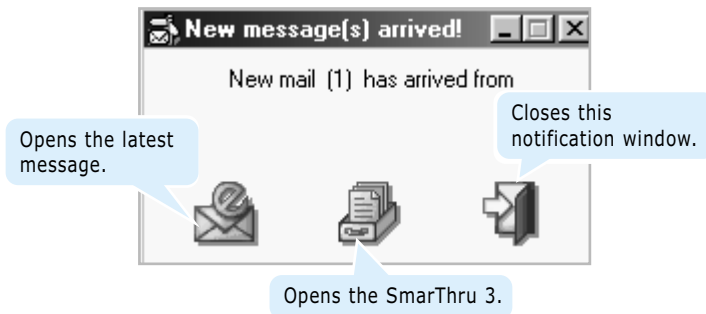 New message(s) arrived!
New mail (1) has arrived from
Closes this
notification window.
Opens the latest
message.
Opens the SmarThru 3.